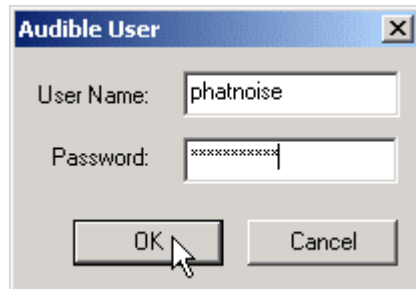 Audible User
User Name: phatnoise
Password: ***********
OK Cancel